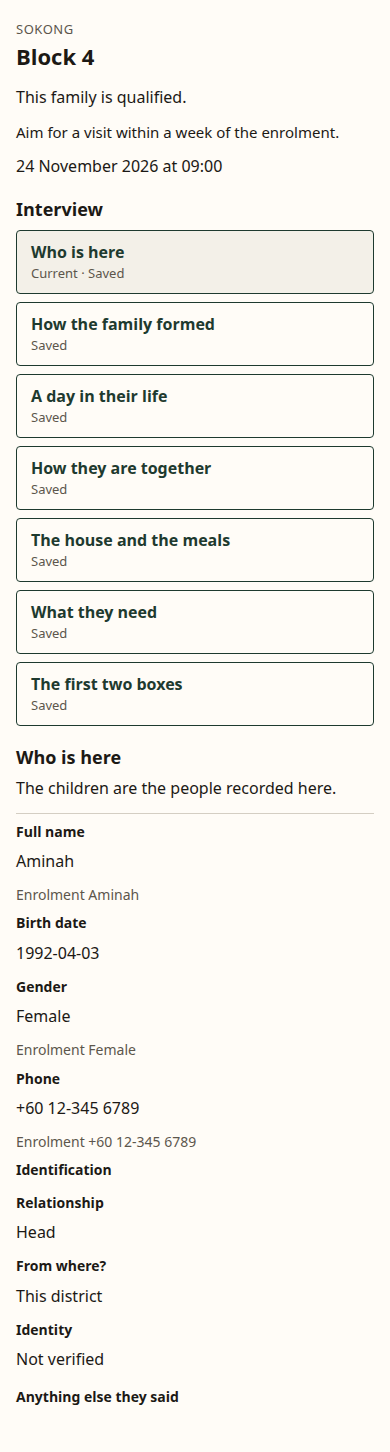 SOKONG
Block 4
This family is qualified.
Aim for a visit within a week of the enrolment.
24 November 2026 at 09:00
Interview
Who is here
Current · Saved
How the family formed
Saved
A day in their life
Saved
How they are together
Saved
The house and the meals
Saved
What they need
Saved
The first two boxes
Saved
Who is here
The children are the people recorded here.
Full name
Aminah
Enrolment Aminah
Birth date
1992-04-03
Gender
Female
Enrolment Female
Phone
+60 12-345 6789
Enrolment +60 12-345 6789
Identification
Relationship
Head
From where?
This district
Identity
Not verified
Anything else they said